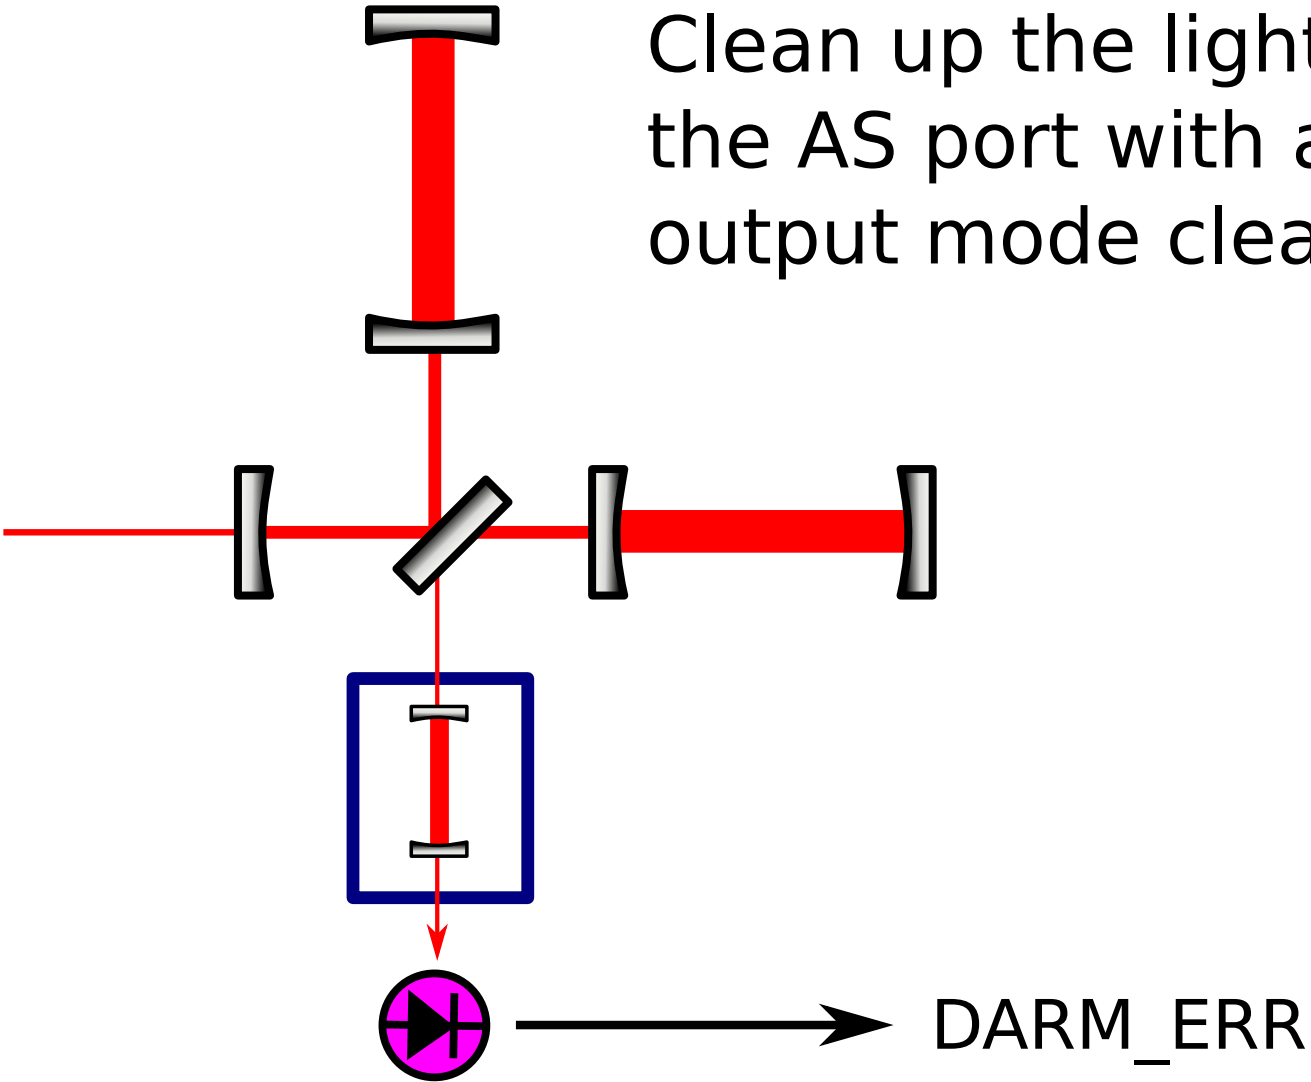 Clean up the light
the AS port with a
output mode clea
DARM_ERR